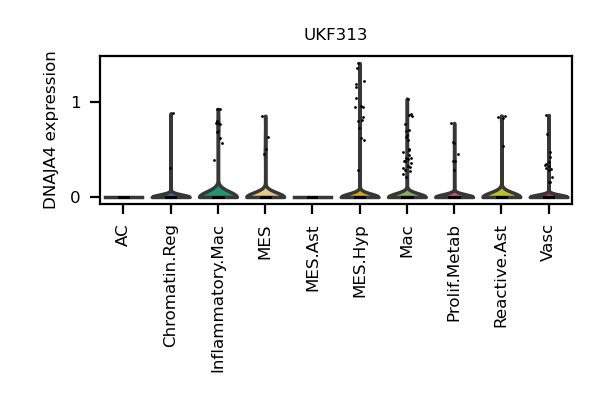 UKF313
DNAJA4 expression
1
0
AC
Chromatin.Reg
Inflammatory.Mac
MES
MES.Ast
MES.Hyp
Mac
Prolif.Metab
Reactive.Ast
Vasc